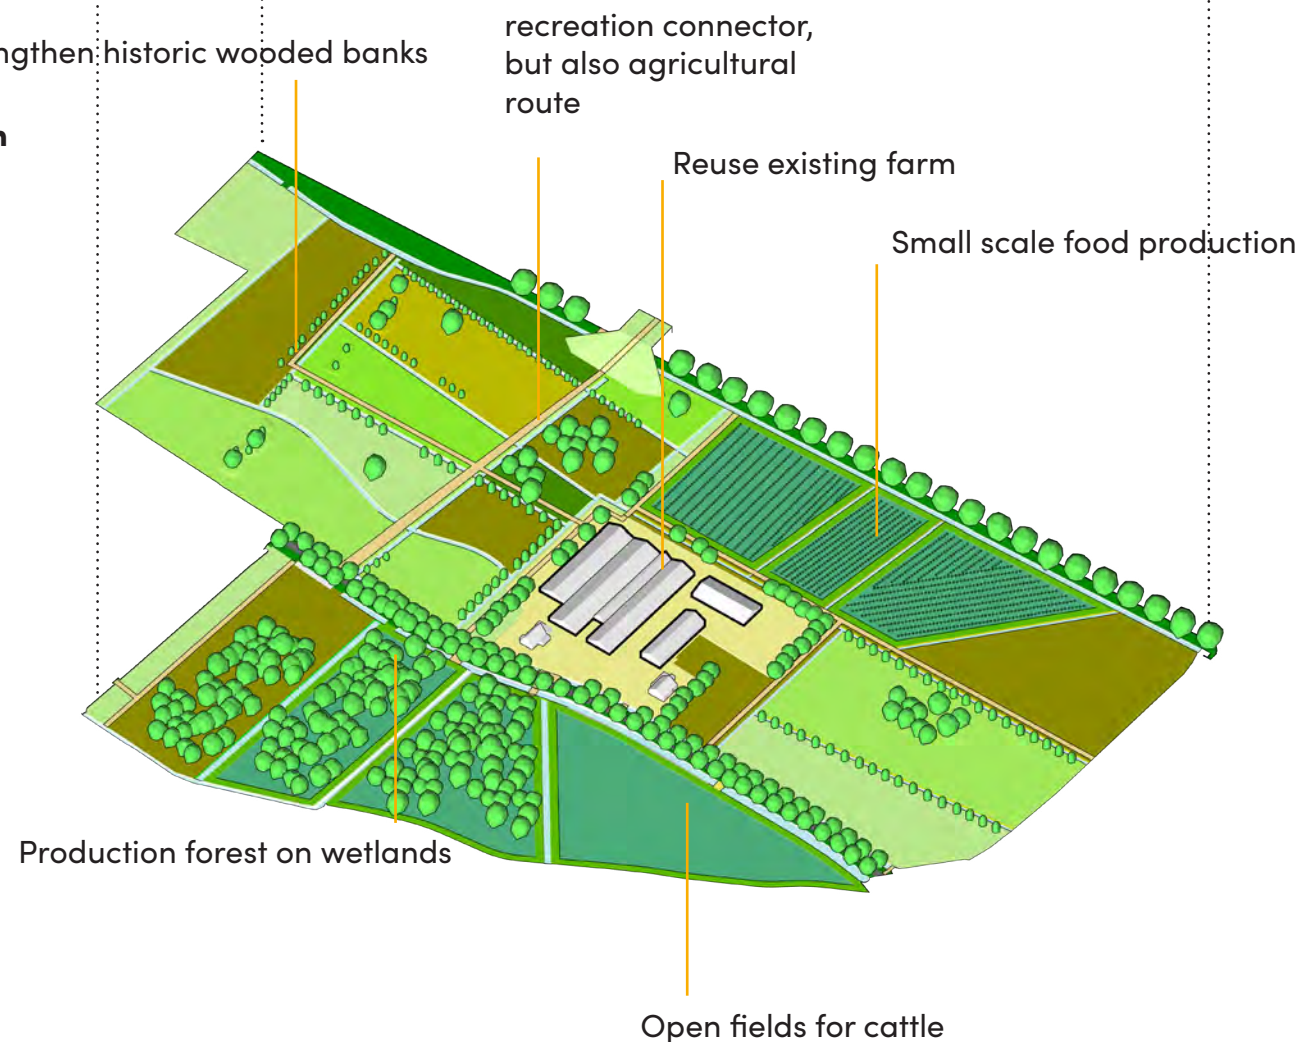 recreation connector,
ngthen historic wooded banks
but also agricultural
route
Reuse existing farm
Small scale food production
Production forest on wetlands
Open fields for cattle